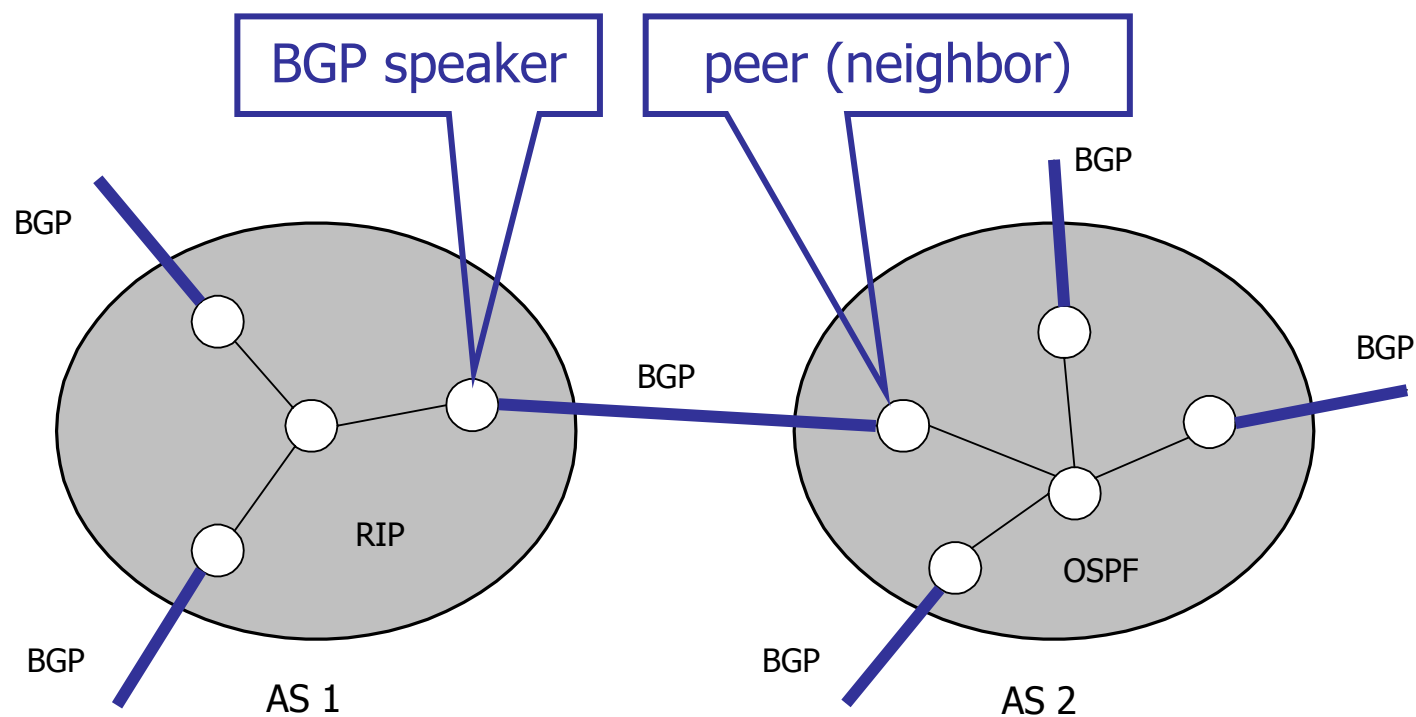 BGP speaker
peer (neighbor)
BGP
BGP
BGP
BGP
RIP
OSPF
BGP
BGP
AS 1
AS 2